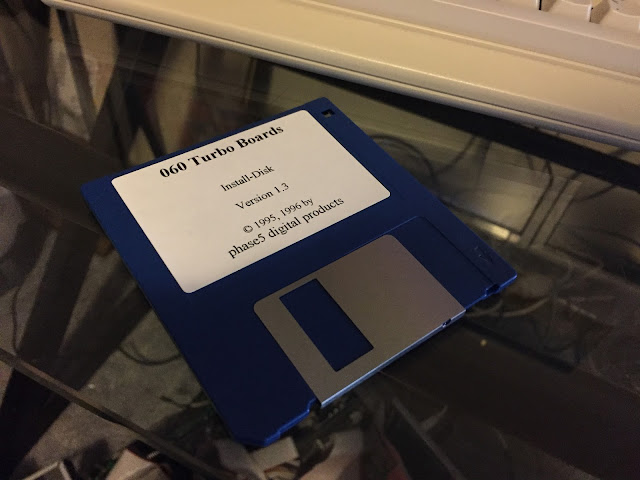 060 Turbo Boards
Install-Disk
Version 1.3
© 1995, 1996 by
phase5 digital products